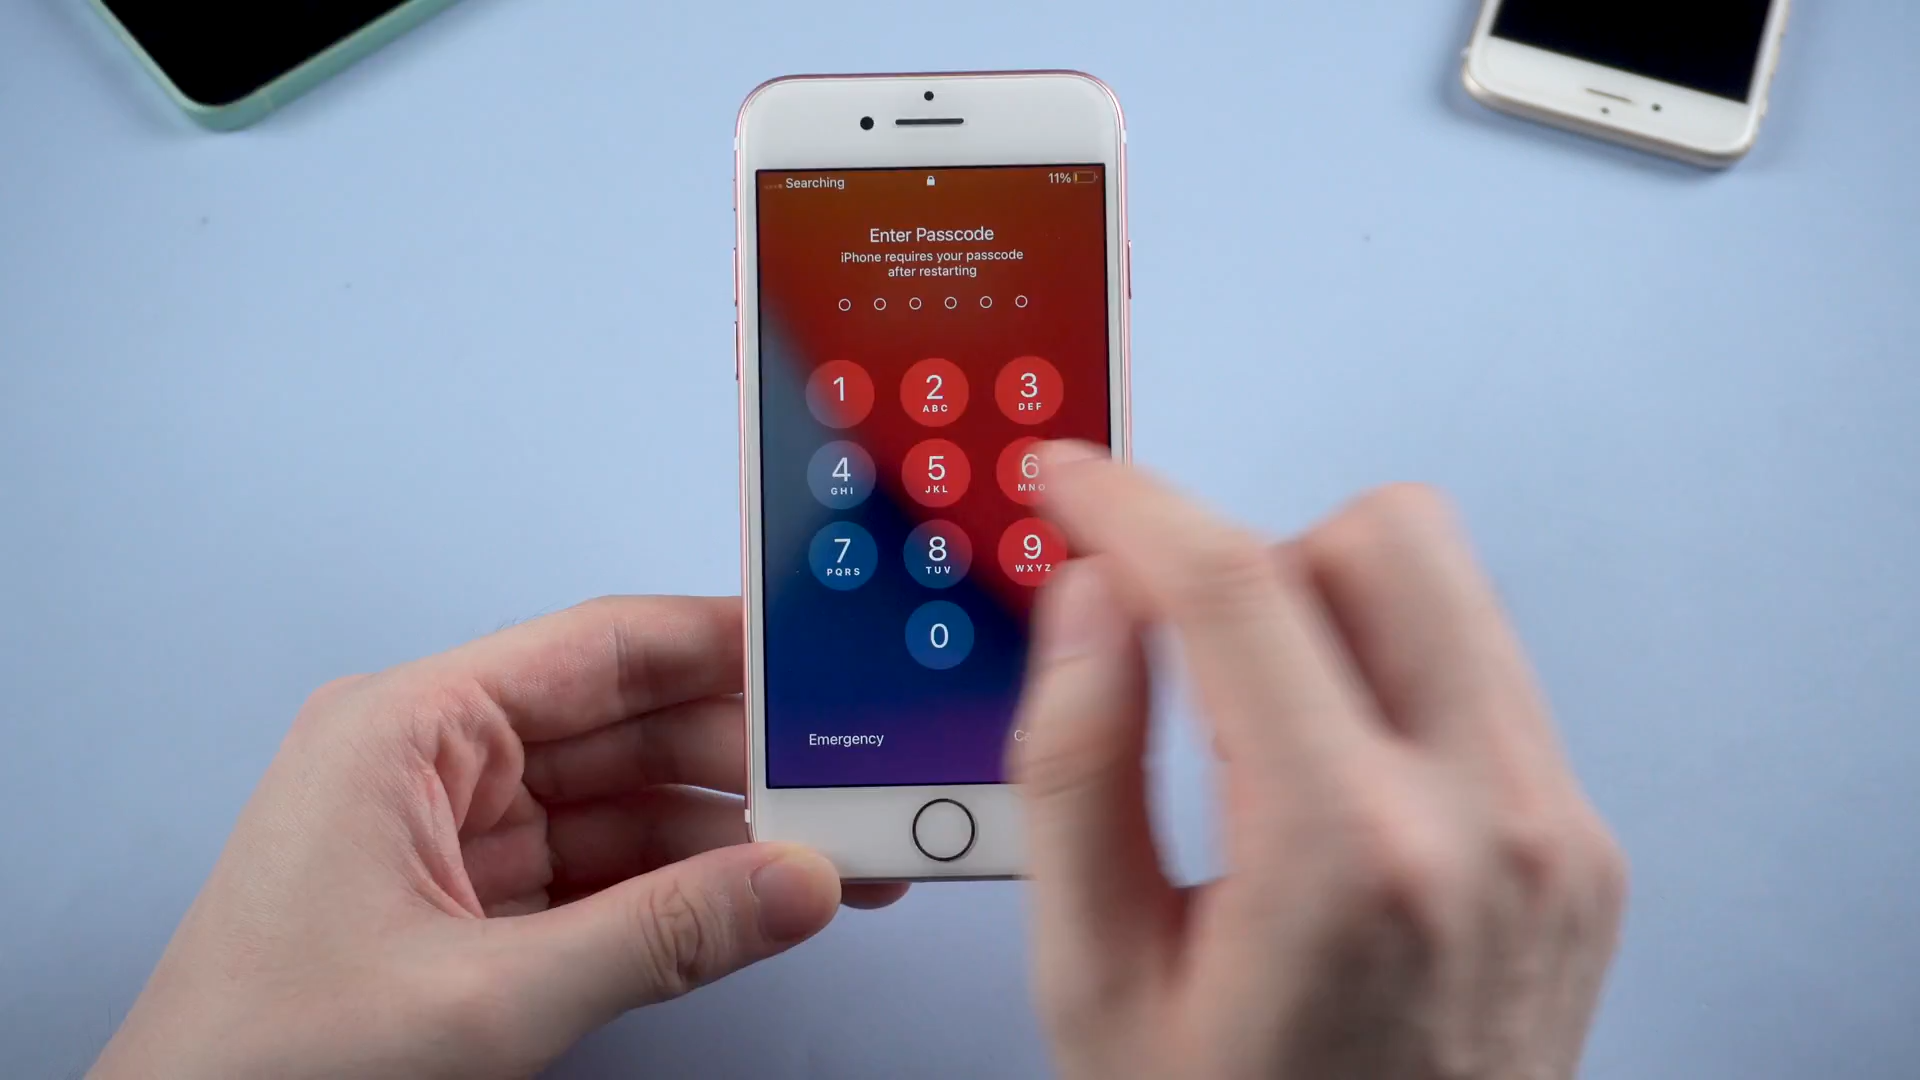 Searching
11%
Enter Passcode
iPhone requires your passcode
after restarting
1
2
ABC
3
DEF
4
GHI
5
JKL
6
MNO
7
PQRS
8
TUV
9
WXYZ
0
Emergency